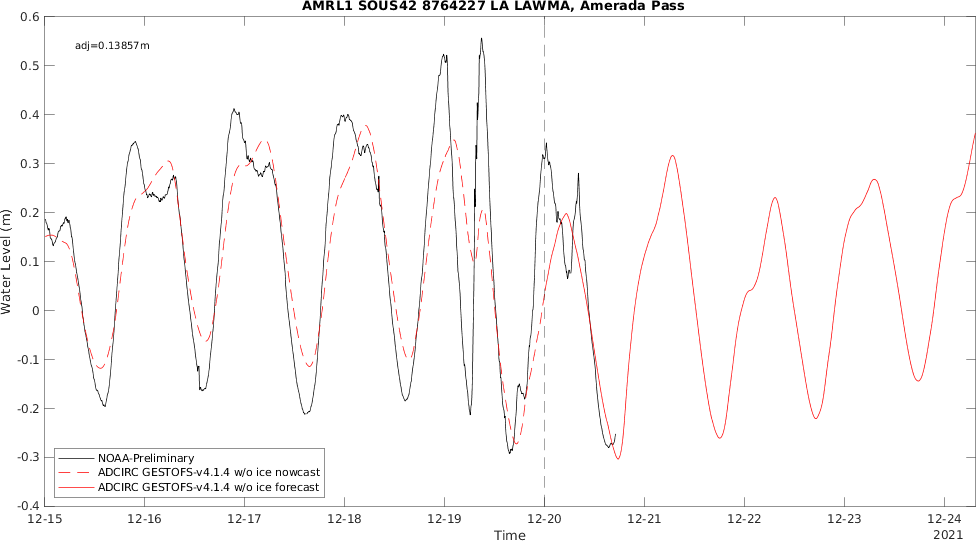 AMRL1 SOUS42 8764227 LA LAWMA, Amerada Pass
adj=0.13857m
0.6
0.5
0.4
0.3
0.2
0.1
0
-0.1
-0.2
-0.3
-0.4
Water Level (m)
NOAA-Preliminary
ADCIRC GESTOFS-v4.1.4 w/o ice nowcast
ADCIRC GESTOFS-v4.1.4 w/o ice forecast
12-15 12-16 12-17 12-18 12-19 12-20 12-21 12-22 12-23 12-24
Time
2021